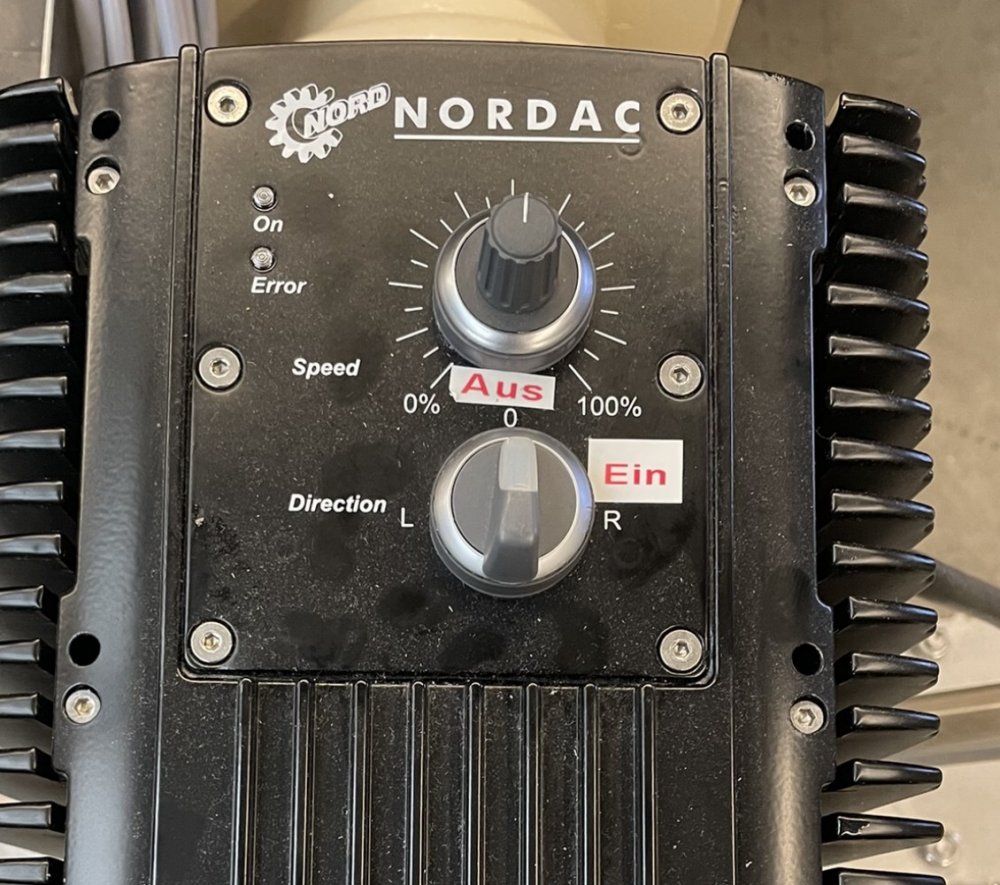 NORD NORDAC
On
Error
Speed
0% Aus 100%
0
Ein
Direction L R